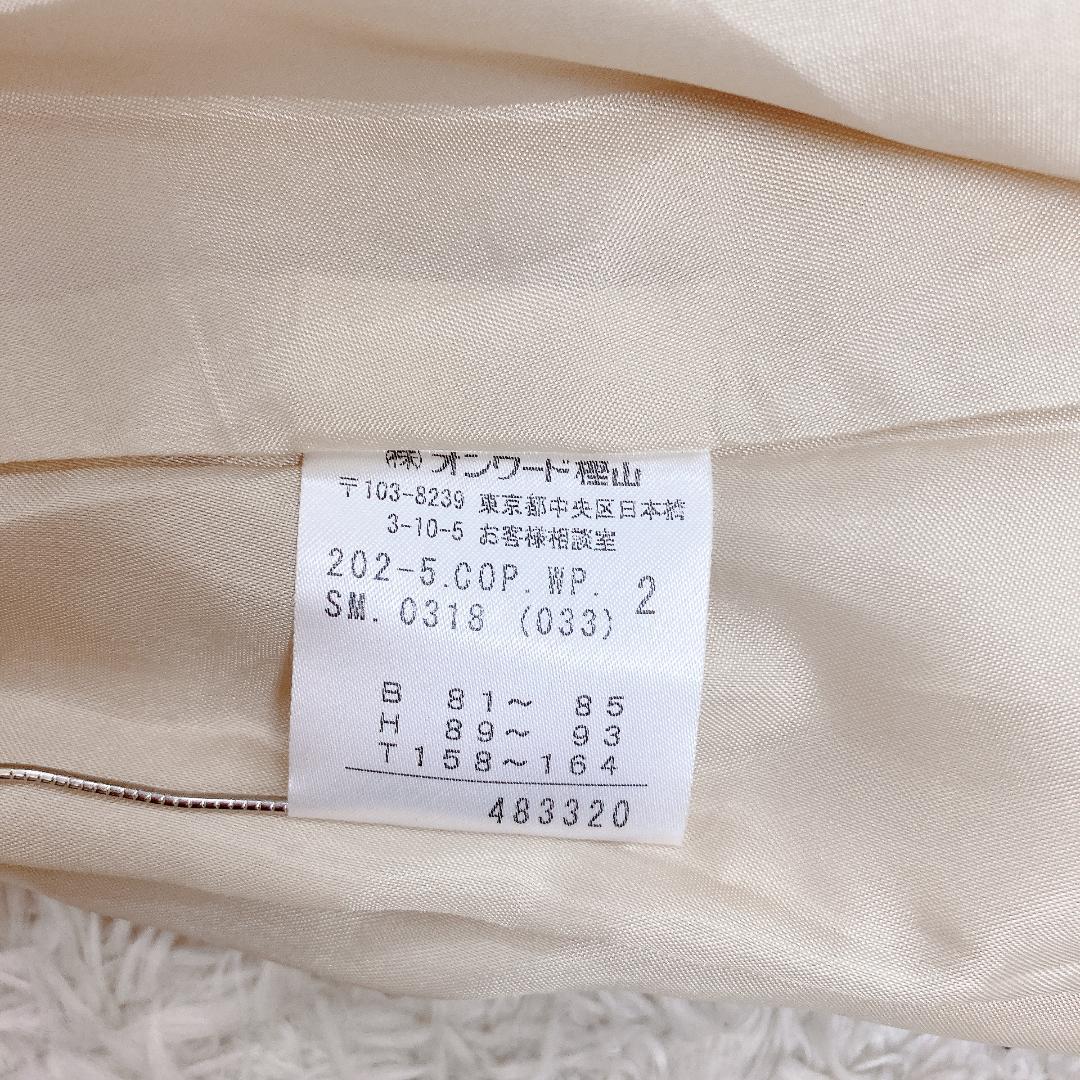 (株)オンワード樫山
〒103-8239 東京都中央区日本橋
3-10-5 お客様相談室
202-5.COP.WP. 2
SM. 0318 (033)
B 81〜 85
H 89〜 93
T158〜164
483320